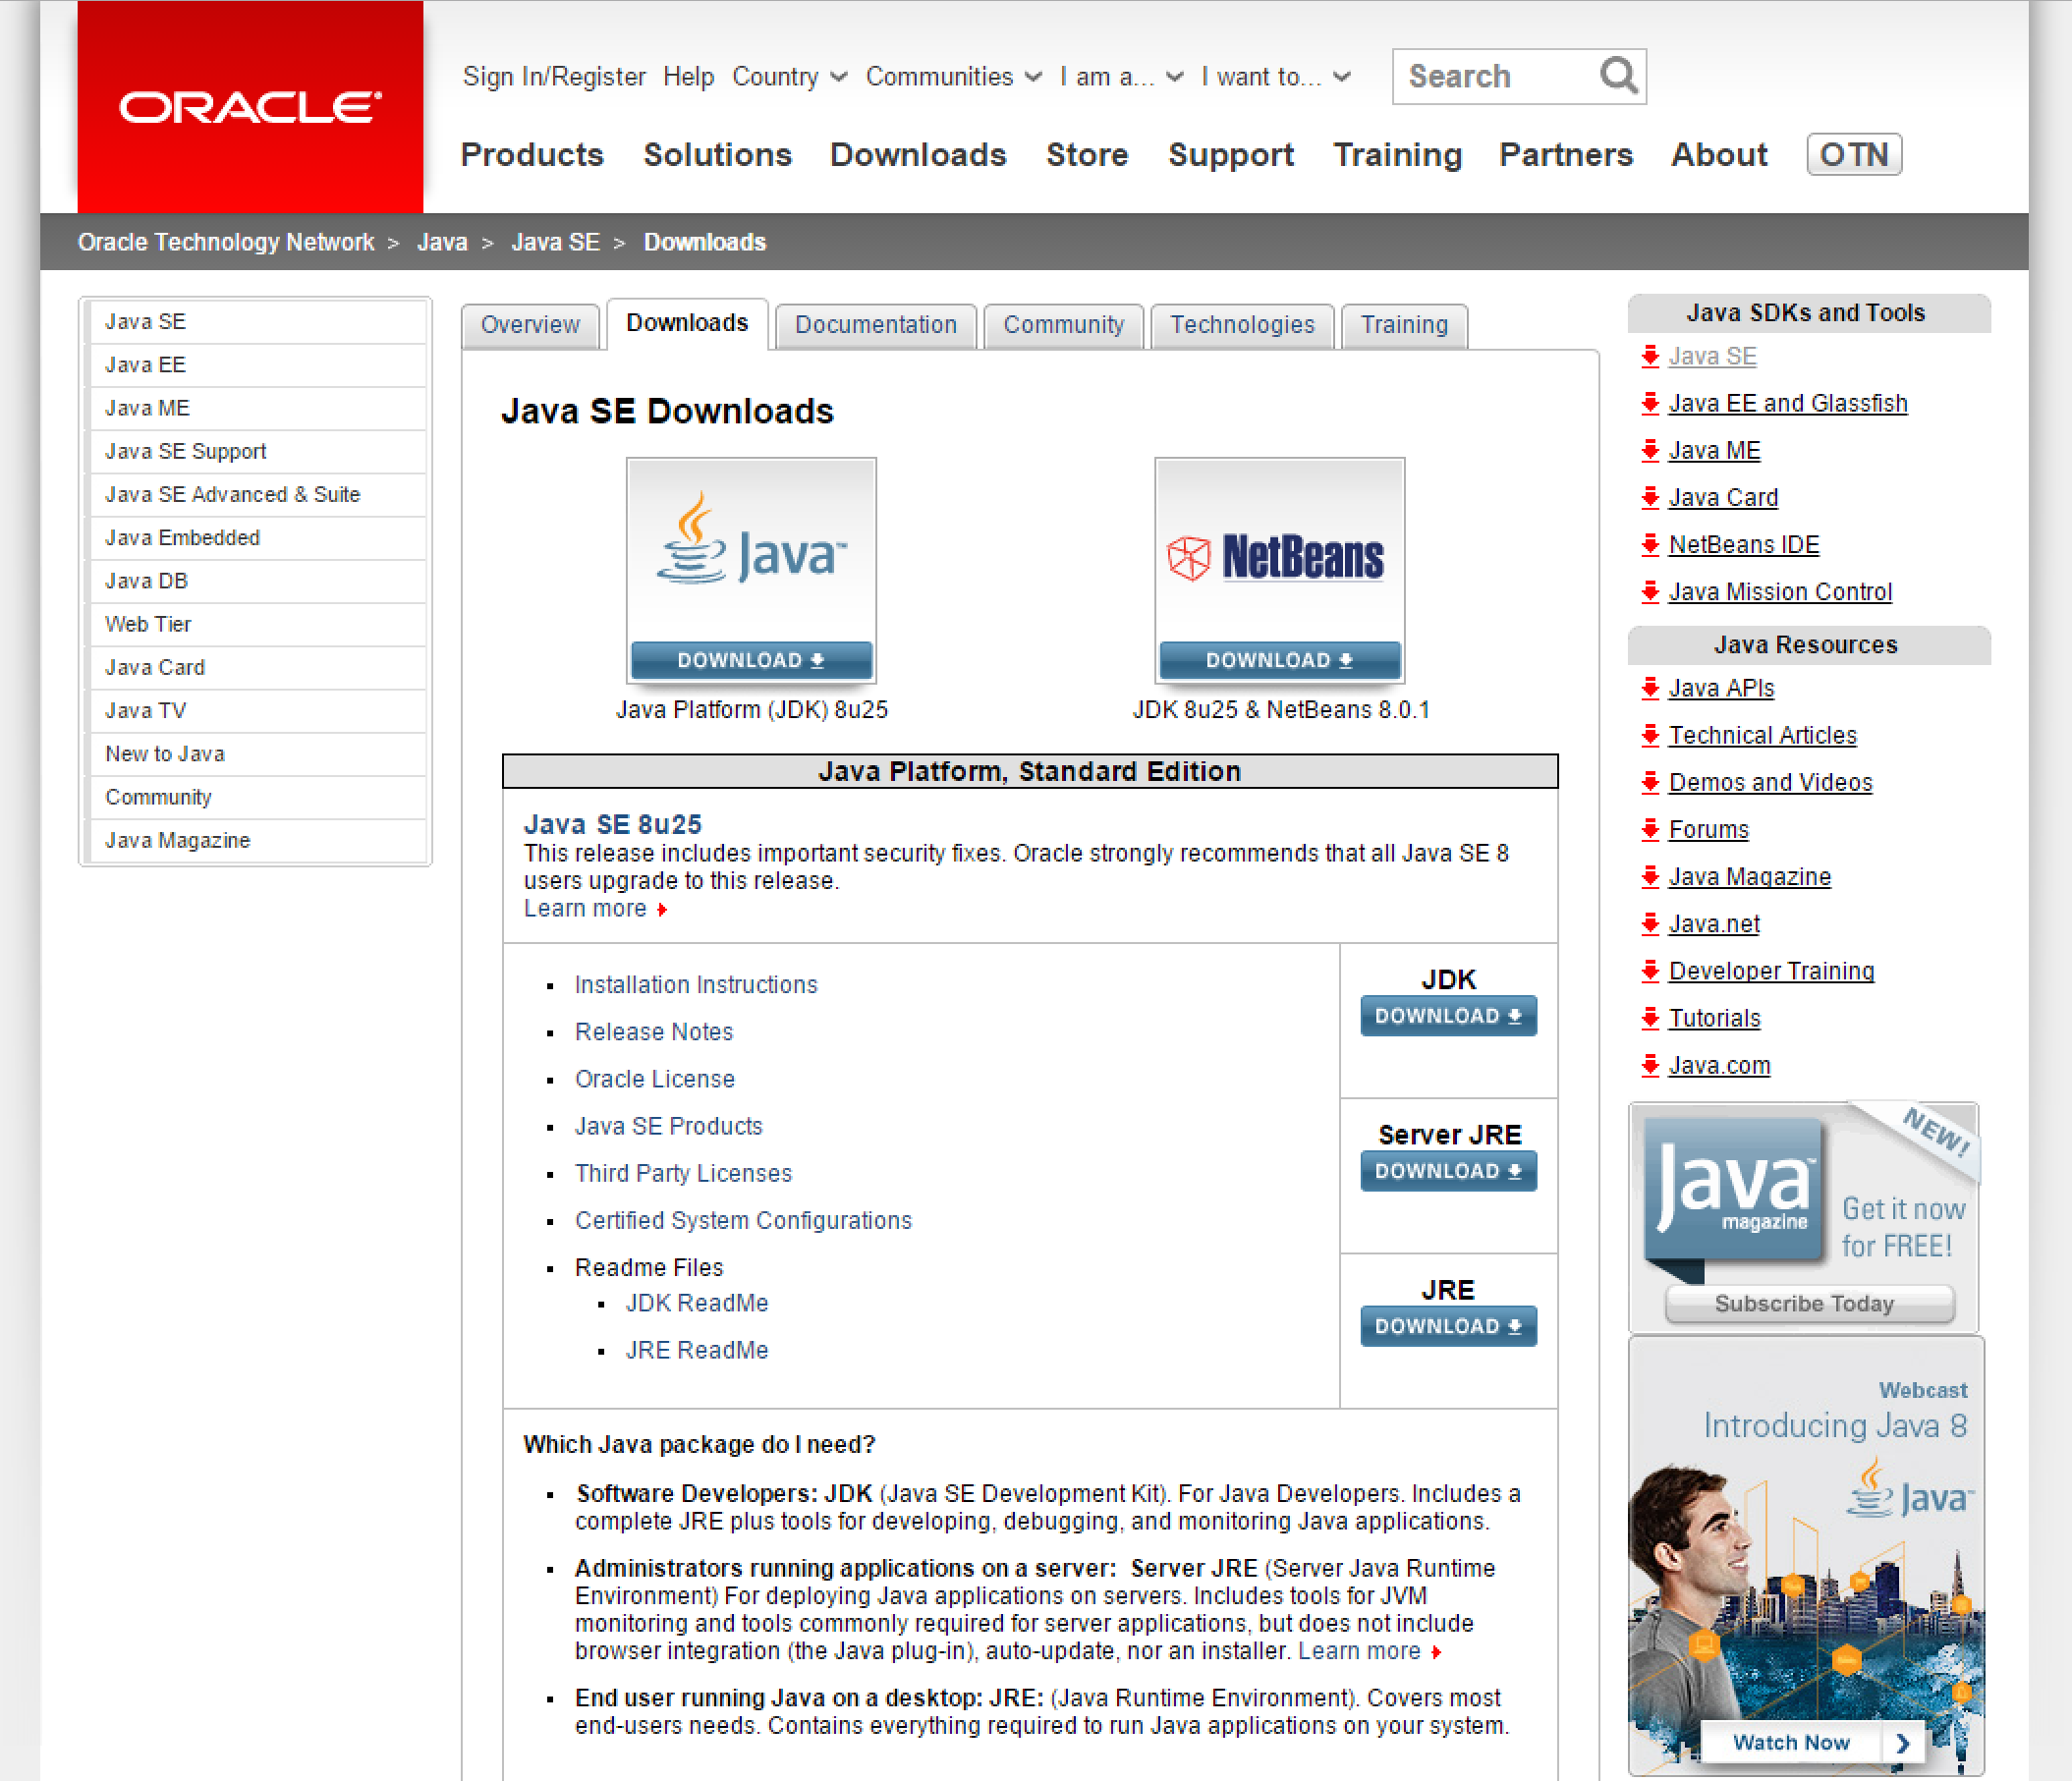 ORACLE
Sign In/Register Help Country Communities I am a... I want to... Search
Products Solutions Downloads Store Support Training Partners About OTN
Oracle Technology Network > Java > Java SE > Downloads
Java SE
Java EE
Java ME
Java SE Support
Java SE Advanced & Suite
Java Embedded
Java DB
Web Tier
Java Card
Java TV
New to Java
Community
Java Magazine
Overview Downloads Documentation Community Technologies Training
Java SE Downloads
Java™
DOWNLOAD
Java Platform (JDK) 8u25
NetBeans
DOWNLOAD
JDK 8u25 & NetBeans 8.0.1
Java Platform, Standard Edition
Java SE 8u25
This release includes important security fixes. Oracle strongly recommends that all Java SE 8
users upgrade to this release.
Learn more
Installation Instructions
Release Notes
Oracle License
Java SE Products
Third Party Licenses
Certified System Configurations
Readme Files
JDK ReadMe
JRE ReadMe
JDK
DOWNLOAD
Server JRE
DOWNLOAD
JRE
DOWNLOAD
Which Java package do I need?
Software Developers: JDK (Java SE Development Kit). For Java Developers. Includes a
complete JRE plus tools for developing, debugging, and monitoring Java applications.
Administrators running applications on a server: Server JRE (Server Java Runtime
Environment) For deploying Java applications on servers. Includes tools for JVM
monitoring and tools commonly required for server applications, but does not include
browser integration (the Java plug-in), auto-update, nor an installer. Learn more
End user running Java on a desktop: JRE: (Java Runtime Environment). Covers most
end-users needs. Contains everything required to run Java applications on your system.
Java SDKs and Tools
Java SE
Java EE and Glassfish
Java ME
Java Card
NetBeans IDE
Java Mission Control
Java Resources
Java APIs
Technical Articles
Demos and Videos
Forums
Java Magazine
Java.net
Developer Training
Tutorials
Java.com
NEW!
Java™
magazine
Get it now
for FREE!
Subscribe Today
Webcast
Introducing Java 8
Java™
Watch Now